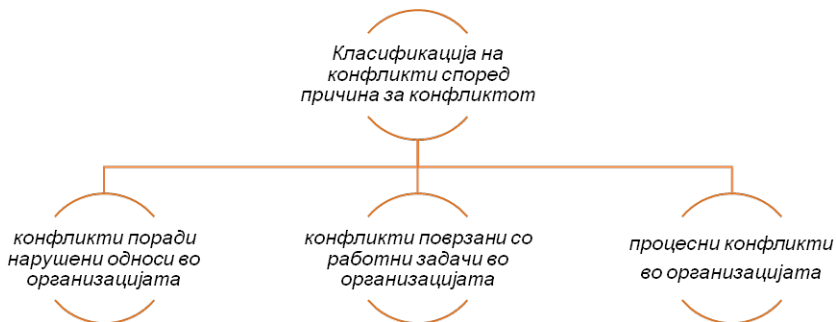 Класификација на
конфликти според
причина за конфликтот
конфликти поради
нарушени односи во
организацијата
конфликти поврзани со
работни задачи во
организацијата
процесни конфликти
во организацијата